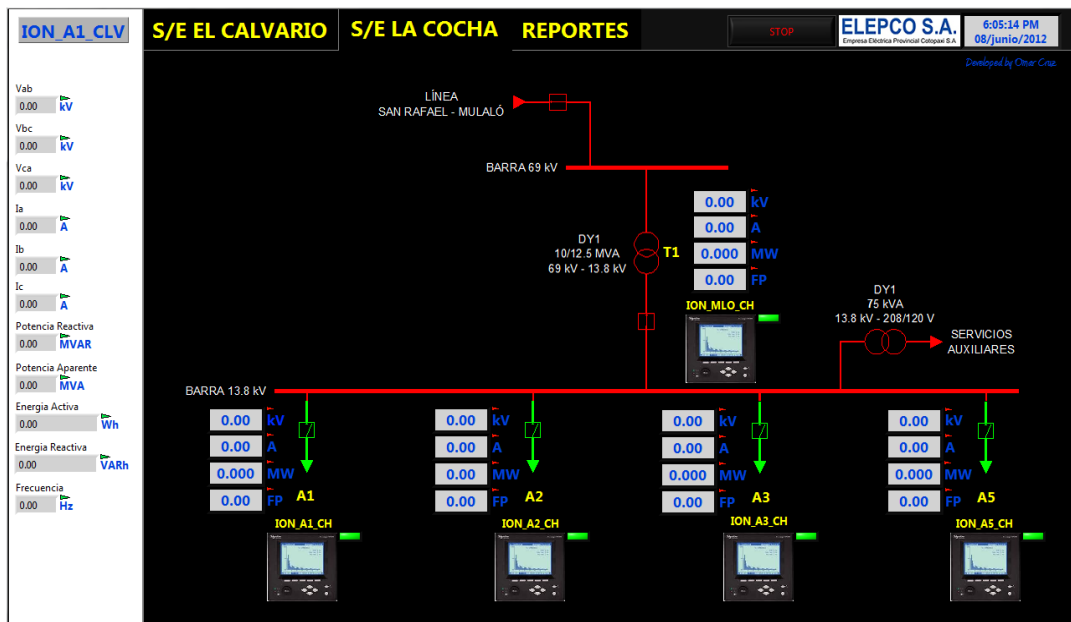 ION_A1_CLV
S/E EL CALVARIO
S/E LA COCHA
REPORTES
STOP
ELEPCO S.A.
Empresa Eléctrica Provincial Cotopaxi S.A
6:05:14 PM
08/junio/2012
Developed by Omar Cruz
Vab
0.00 kV
Vbc
0.00 kV
Vca
0.00 kV
Ia
0.00 A
Ib
0.00 A
Ic
0.00 A
Potencia Reactiva
0.00 MVAR
Potencia Aparente
0.00 MVA
Energia Activa
0.00 Wh
Energia Reactiva
0.00 VARh
Frecuencia
0.00 Hz
LÍNEA
SAN RAFAEL - MULALÓ
BARRA 69 kV
DY1
10/12.5 MVA
69 kV - 13.8 kV
T1
0.00 kV
0.00 A
0.000 MW
0.00 FP
ION_MLO_CH
DY1
75 kVA
13.8 kV - 208/120 V
SERVICIOS
AUXILIARES
BARRA 13.8 kV
0.00 kV
0.00 A
0.000 MW
0.00 FP
A1
ION_A1_CH
0.00 kV
0.00 A
0.000 MW
0.00 FP
A2
ION_A2_CH
0.00 kV
0.00 A
0.000 MW
0.00 FP
A3
ION_A3_CH
0.00 kV
0.00 A
0.000 MW
0.00 FP
A5
ION_A5_CH